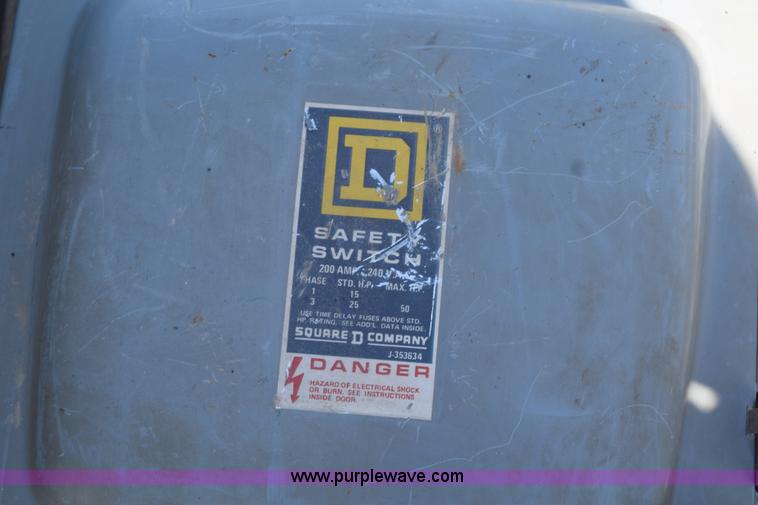 D
®
SAFETY
SWITCH
200 AMP. 240
PHASE STD. H.P. MAX. H.P.
1 15
3 25 50
USE TIME DELAY FUSES ABOVE STD.
HP. RATING. SEE ADD'L. DATA INSIDE.
SQUARE D COMPANY
J-353634
DANGER
HAZARD OF ELECTRICAL SHOCK
OR BURN. SEE INSTRUCTIONS
INSIDE DOOR.
www.purplewave.com